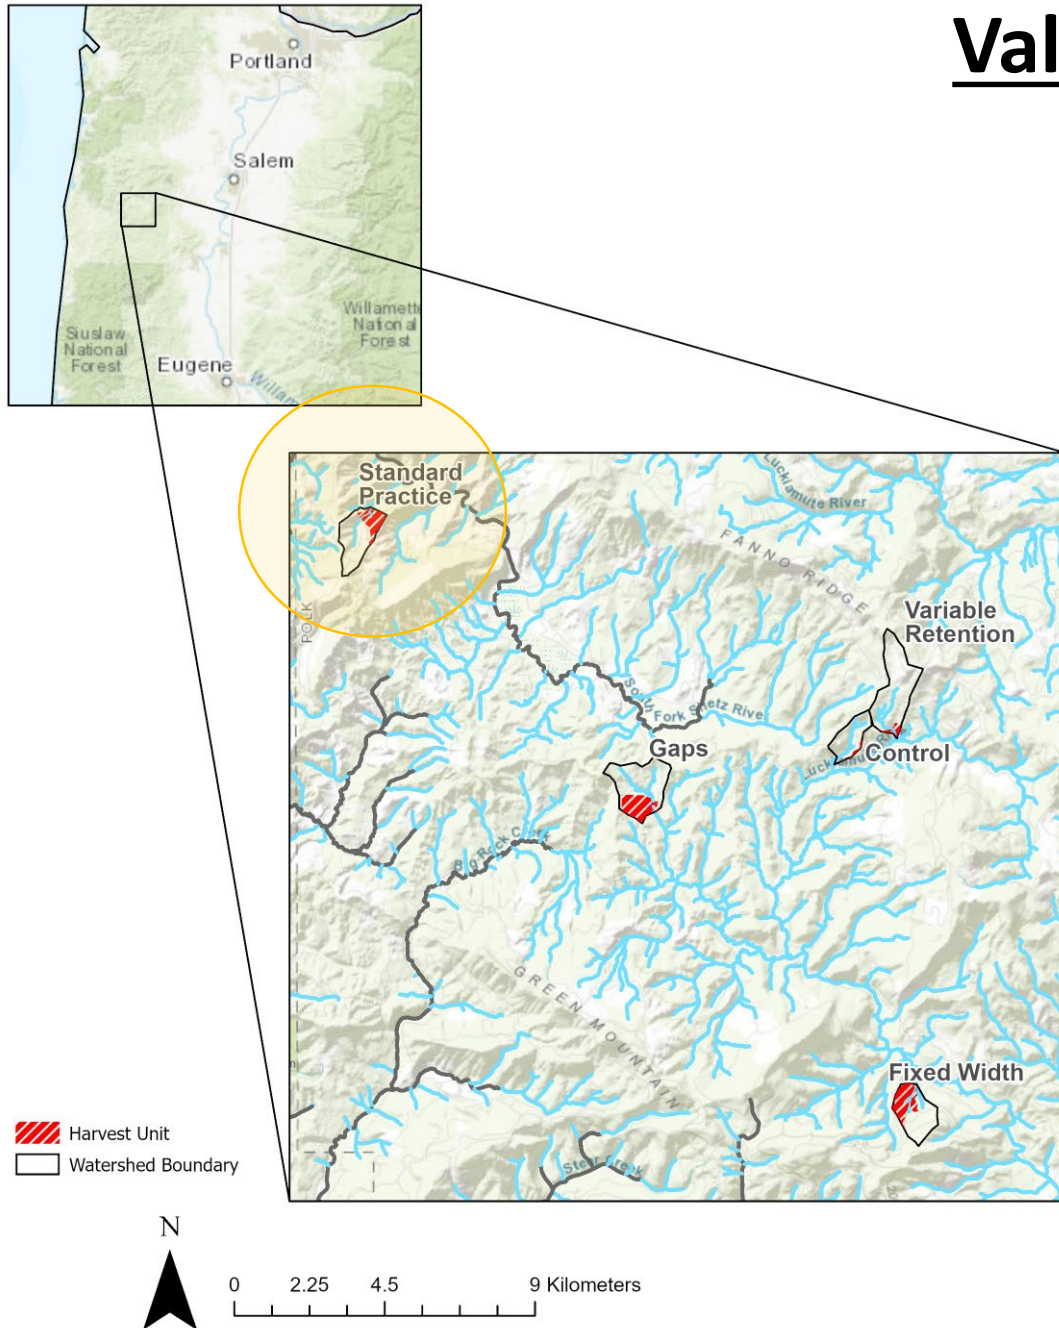 Val
Portland
Salem
Willamette
National
Forest
Siuslaw
National
Forest
Eugene
Willam
Standard
Practice
Luckiamute River
FANNO RIDGE
POLK
Variable
Retention
South Fork Siletz River
Gaps
Control
Big Rock Creek
GREEN MOUNTAIN
Fixed Width
Harvest Unit
Watershed Boundary
N
0 2.25 4.5 9 Kilometers